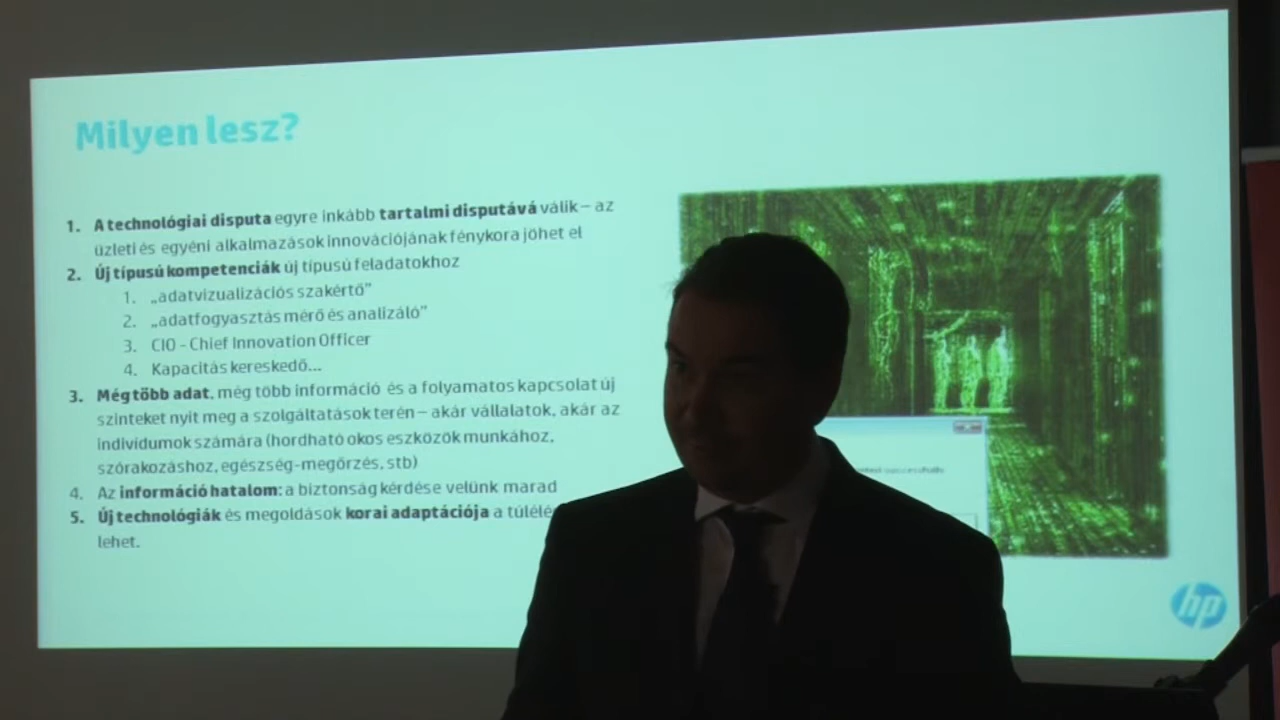 Milyen lesz?
1. A technológiai disputa egyre inkább tartalmi disputává válik – az
üzleti és egyéni alkalmazások innovációjának fénykora jöhet el
2. Új típusú kompetenciák új típusú feladatokhoz
1. „adatvizualizációs szakértő”
2. „adatfogyasztás mérő és analizáló”
3. CIO - Chief Innovation Officer
4. Kapacitás kereskedő...
3. Még több adat, még több információ és a folyamatos kapcsolat új
szinteket nyit meg a szolgáltatások terén – akár vállalatok, akár az
indivídumok számára (hordható okos eszközök munkához,
szórakozáshoz, egészség-megőrzés, stb)
4. Az információ hatalom: a biztonság kérdése velünk marad
5. Új technológiák és megoldások korai adaptációja a
lehet.
hp